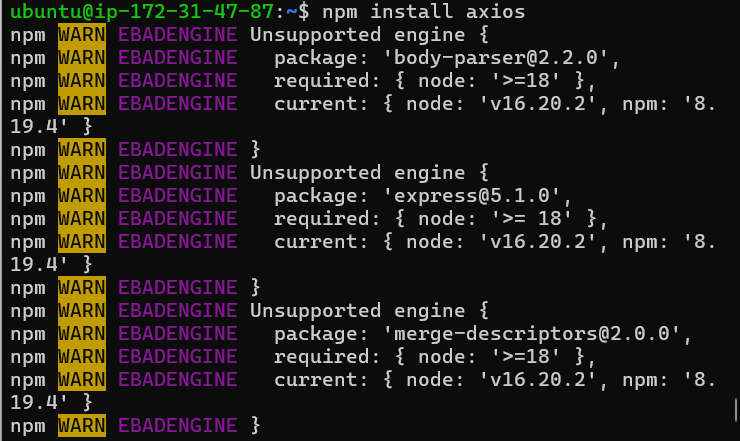 ubuntu@ip-172-31-47-87:~$ npm install axios
npm WARN EBADENGINE Unsupported engine {
npm WARN EBADENGINE   package: 'body-parser@2.2.0',
npm WARN EBADENGINE   required: { node: '>=18' },
npm WARN EBADENGINE   current: { node: 'v16.20.2', npm: '8.
19.4' }
npm WARN EBADENGINE }
npm WARN EBADENGINE Unsupported engine {
npm WARN EBADENGINE   package: 'express@5.1.0',
npm WARN EBADENGINE   required: { node: '>= 18' },
npm WARN EBADENGINE   current: { node: 'v16.20.2', npm: '8.
19.4' }
npm WARN EBADENGINE }
npm WARN EBADENGINE Unsupported engine {
npm WARN EBADENGINE   package: 'merge-descriptors@2.0.0',
npm WARN EBADENGINE   required: { node: '>=18' },
npm WARN EBADENGINE   current: { node: 'v16.20.2', npm: '8.
19.4' }
npm WARN EBADENGINE }